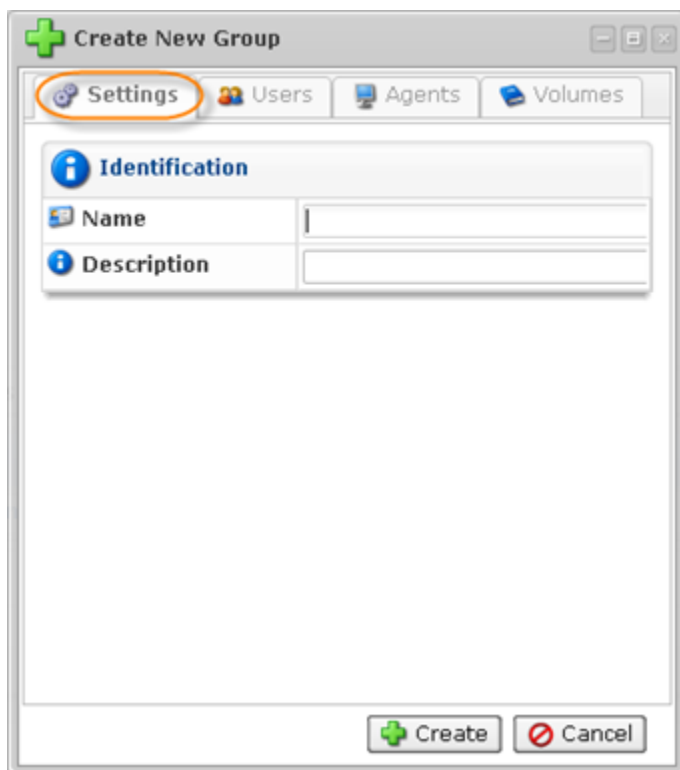 Create New Group
Settings Users Agents Volumes
Identification
Name
Description
Create Cancel